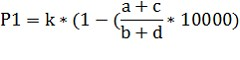 P1 = k * (1 − (a + c / b + d * 10000)